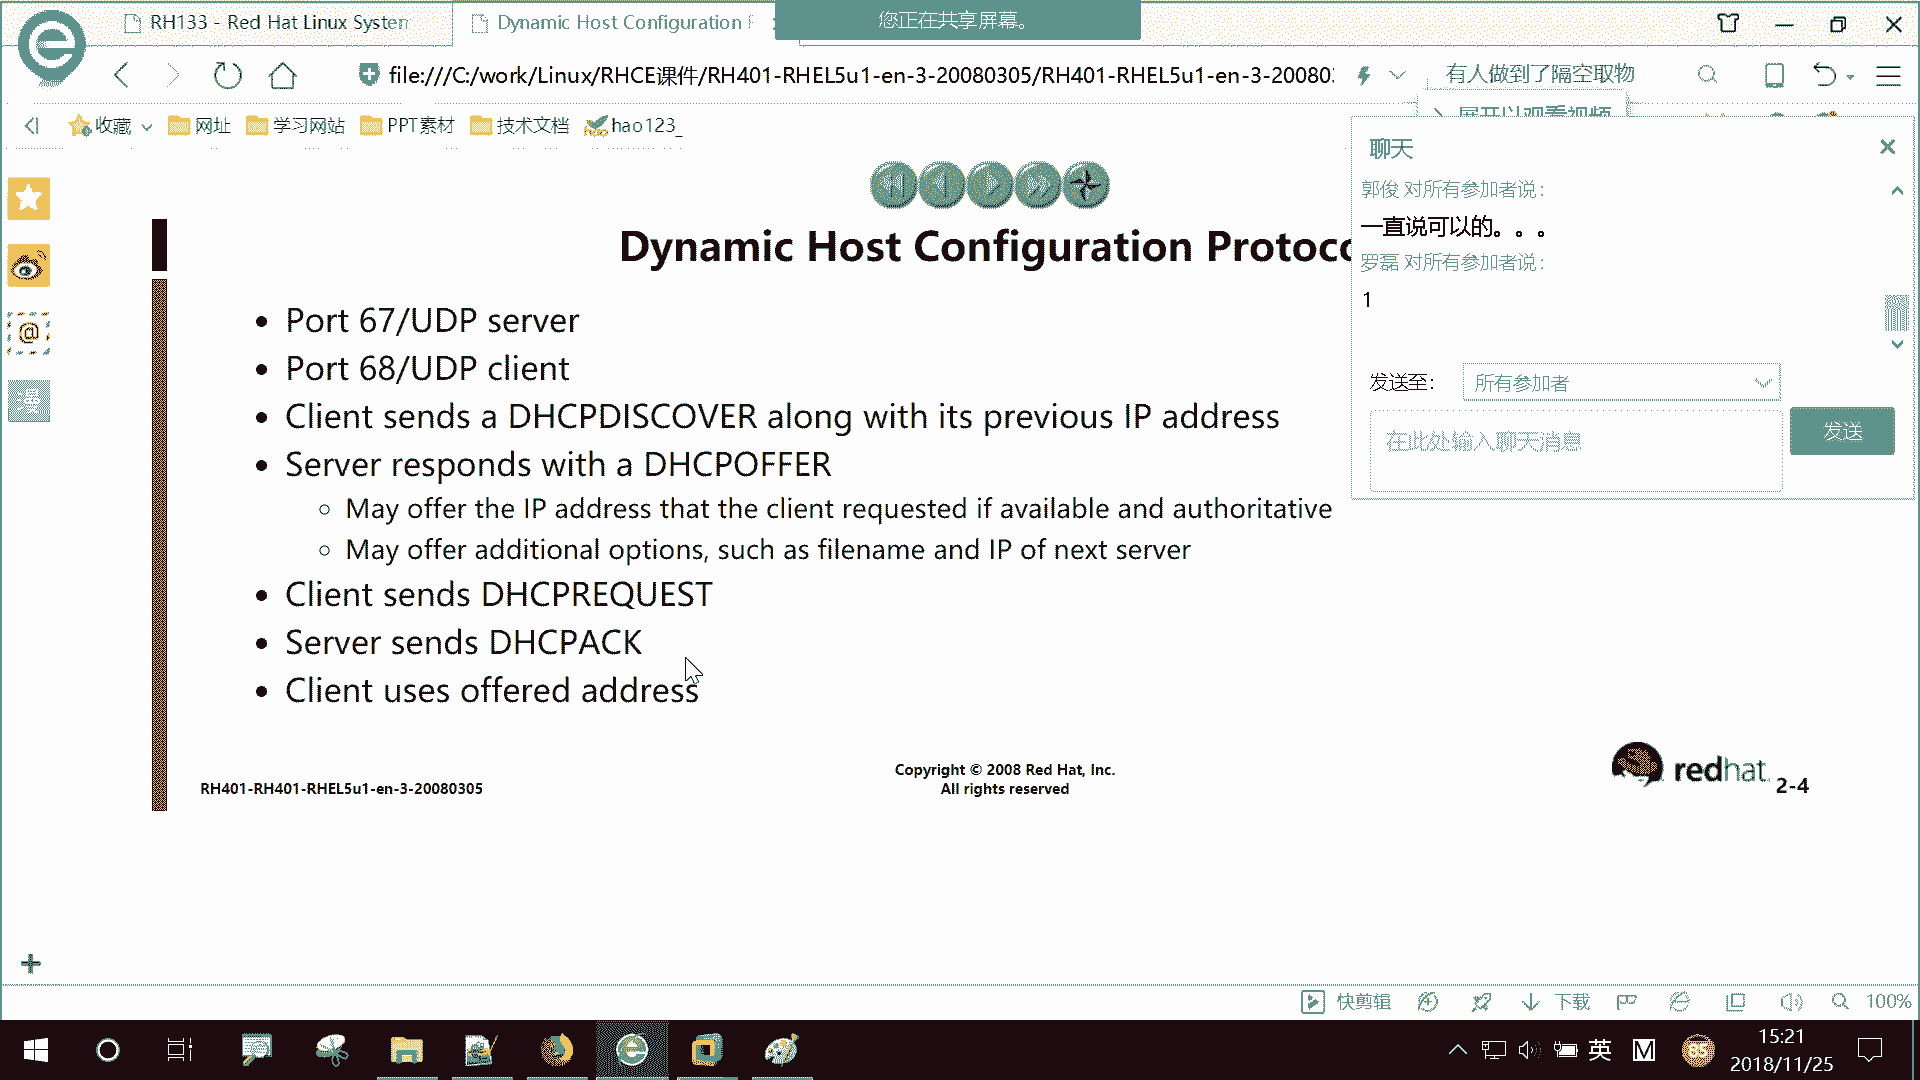 RH133 - Red Hat Linux System
Dynamic Host Configuration
您正在共享屏幕。
file:///C:/work/Linux/RHCE课件/RH401-RHEL5u1-en-3-20080305/RH401-RHEL5u1-en-3-20080
有人做到了隔空取物
收藏
网址
学习网站
PPT素材
技术文档
hao123_
展开以观看视频
聊天
郭俊 对所有参加者说:
一直说可以的。。。
罗磊 对所有参加者说:
1
发送至:
所有参加者
在此处输入聊天消息
发送
漫
Dynamic Host Configuration Protoco
• Port 67/UDP server
• Port 68/UDP client
• Client sends a DHCPDISCOVER along with its previous IP address
• Server responds with a DHCPOFFER
◦ May offer the IP address that the client requested if available and authoritative
◦ May offer additional options, such as filename and IP of next server
• Client sends DHCPREQUEST
• Server sends DHCPACK
• Client uses offered address
RH401-RH401-RHEL5u1-en-3-20080305
Copyright © 2008 Red Hat, Inc.
All rights reserved
redhat
2-4
快剪辑
下载
100%
英
M
85
15:21
2018/11/25